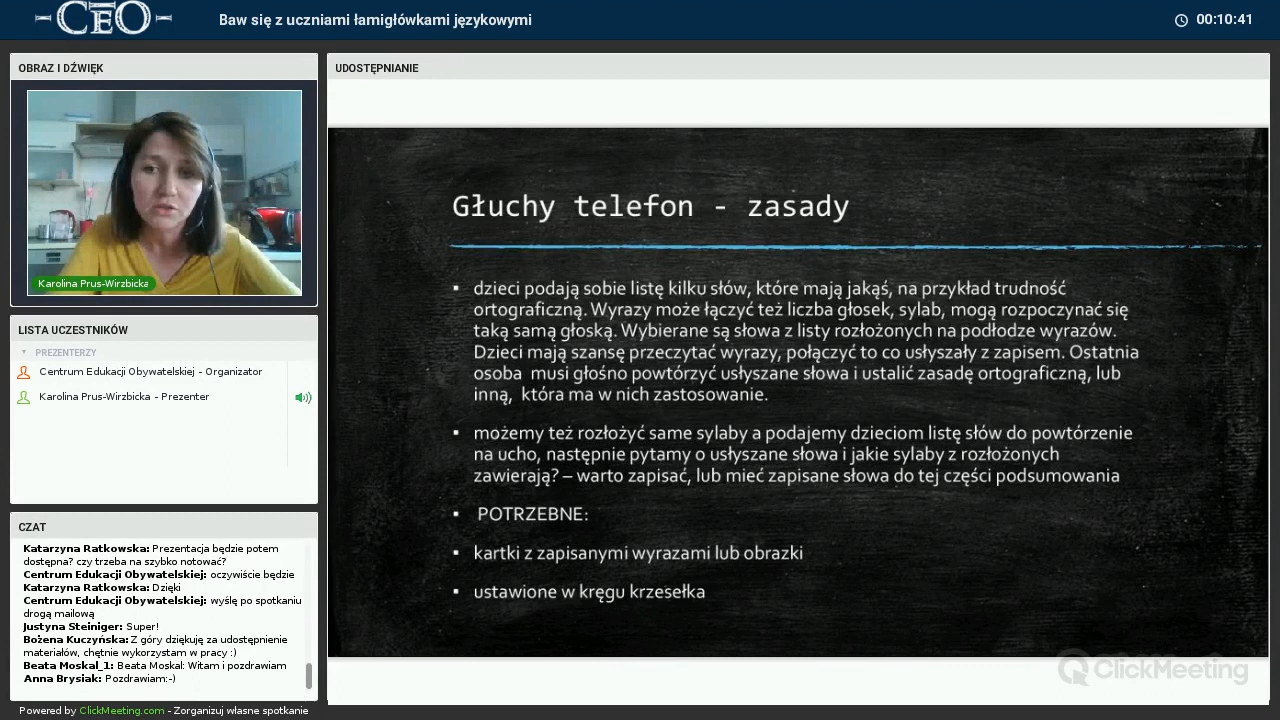 CEO
Baw się z uczniami łamigłówkami językowymi
00:10:41
OBRAZ I DŹWIĘK
Karolina Prus-Wirzbicka
LISTA UCZESTNIKÓW
PREZENTERZY
Centrum Edukacji Obywatelskiej - Organizator
Karolina Prus-Wirzbicka - Prezenter
CZAT
Katarzyna Ratkowska: Prezentacja będzie potem
dostępna? czy trzeba na szybko notować?
Centrum Edukacji Obywatelskiej: oczywiście będzie
Katarzyna Ratkowska: Dzięki
Centrum Edukacji Obywatelskiej: wyślę po spotkaniu
drogą mailową
Justyna Steiniger: Super!
Bożena Kuczyńska: Z góry dziękuję za udostępnienie
materiałów, chętnie wykorzystam w pracy :)
Beata Moskal_1: Beata Moskal: Witam i pozdrawiam
Anna Brysiak: Pozdrawiam:-)
Powered by ClickMeeting.com - Zorganizuj własne spotkanie
UDOSTĘPNIANIE
Głuchy telefon - zasady
▪ dzieci podają sobie listę kilku słów, które mają jakąś, na przykład trudność
ortograficzną. Wyrazy może łączyć też liczba głosek, sylab, mogą rozpoczynać się
taką samą głoską. Wybierane są słowa z listy rozłożonych na podłodze wyrazów.
Dzieci mają szansę przeczytać wyrazy, połączyć to co usłyszały z zapisem. Ostatnia
osoba musi głośno powtórzyć usłyszane słowa i ustalić zasadę ortograficzną, lub
inną, która ma w nich zastosowanie.
▪ możemy też rozłożyć same sylaby a podajemy dzieciom listę słów do powtórzenie
na ucho, następnie pytamy o usłyszane słowa i jakie sylaby z rozłożonych
zawierają? – warto zapisać, lub mieć zapisane słowa do tej części podsumowania
▪ POTRZEBNE:
▪ kartki z zapisanymi wyrazami lub obrazki
▪ ustawione w kręgu krzesełka
ClickMeeting